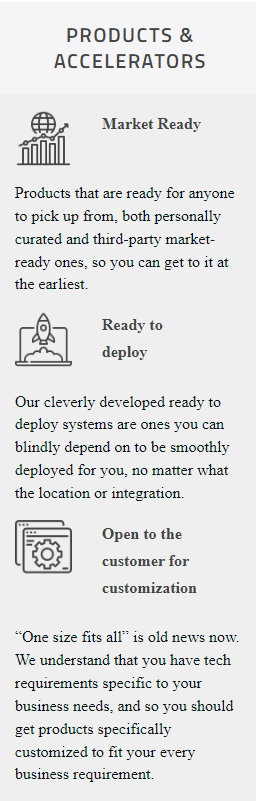 PRODUCTS &
ACCELERATORS
Market Ready
Products that are ready for anyone
to pick up from, both personally
curated and third-party market-
ready ones, so you can get to it at
the earliest.
Ready to
deploy
Our cleverly developed ready to
deploy systems are ones you can
blindly depend on to be smoothly
deployed for you, no matter what
the location or integration.
Open to the
customer for
customization
“One size fits all” is old news now.
We understand that you have tech
requirements specific to your
business needs, and so you should
get products specifically
customized to fit your every
business requirement.